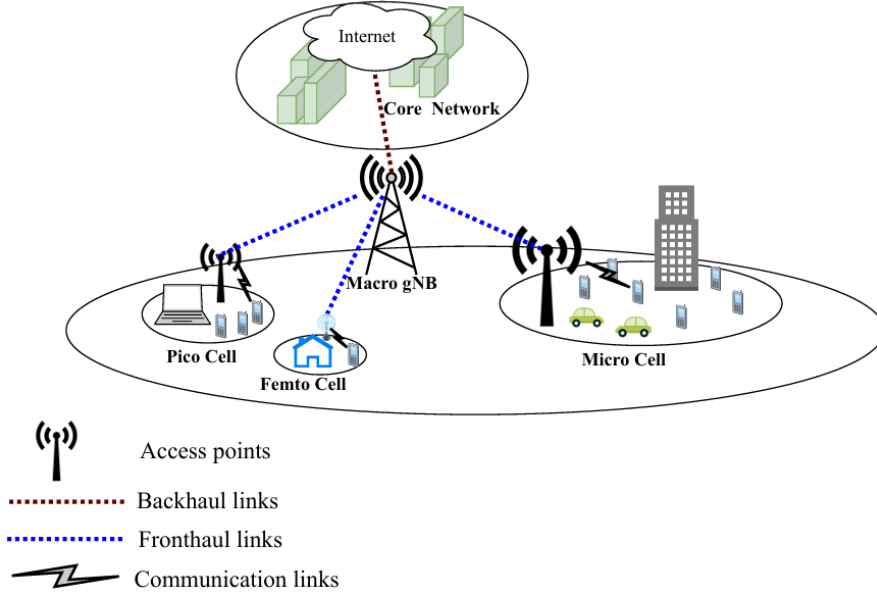 Internet
Core Network
Macro gNB
Pico Cell
Femto Cell
Micro Cell
Access points
Backhaul links
Fronthaul links
Communication links